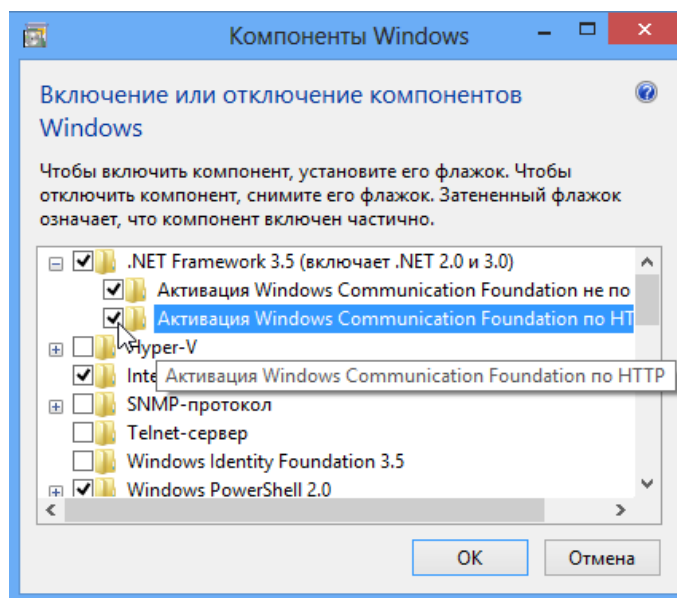 Компоненты Windows
Включение или отключение компонентов
Windows
Чтобы включить компонент, установите его флажок. Чтобы
отключить компонент, снимите его флажок. Затененный флажок
означает, что компонент включен частично.
.NET Framework 3.5 (включает .NET 2.0 и 3.0)
Активация Windows Communication Foundation не по
Активация Windows Communication Foundation по HT
Hyper-V
Inte
Активация Windows Communication Foundation по HTTP
SNMP-протокол
Telnet-сервер
Windows Identity Foundation 3.5
Windows PowerShell 2.0
ОК
Отмена